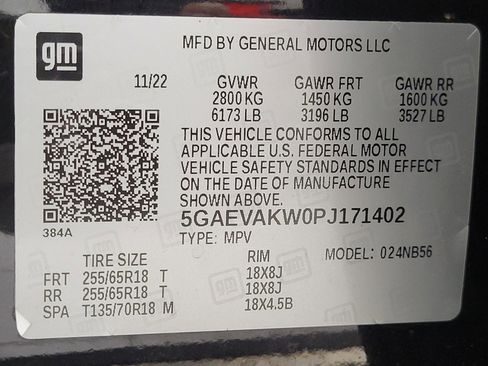 gm
MFD BY GENERAL MOTORS LLC
11/22 GVWR GAWR FRT GAWR RR
2800 KG 1450 KG 1600 KG
6173 LB 3196 LB 3527 LB
THIS VEHICLE CONFORMS TO ALL
APPLICABLE U.S. FEDERAL MOTOR
VEHICLE SAFETY STANDARDS IN EFFECT
ON THE DATE OF MANUFACTURE
SHOWN ABOVE.
384A
5GAEVAKW0PJ171402
TYPE: MPV MODEL: 024NB56
TIRE SIZE RIM
FRT 255/65R18 T 18X8J
RR 255/65R18 T 18X8J
SPA T135/70R18 M 18X4.5B